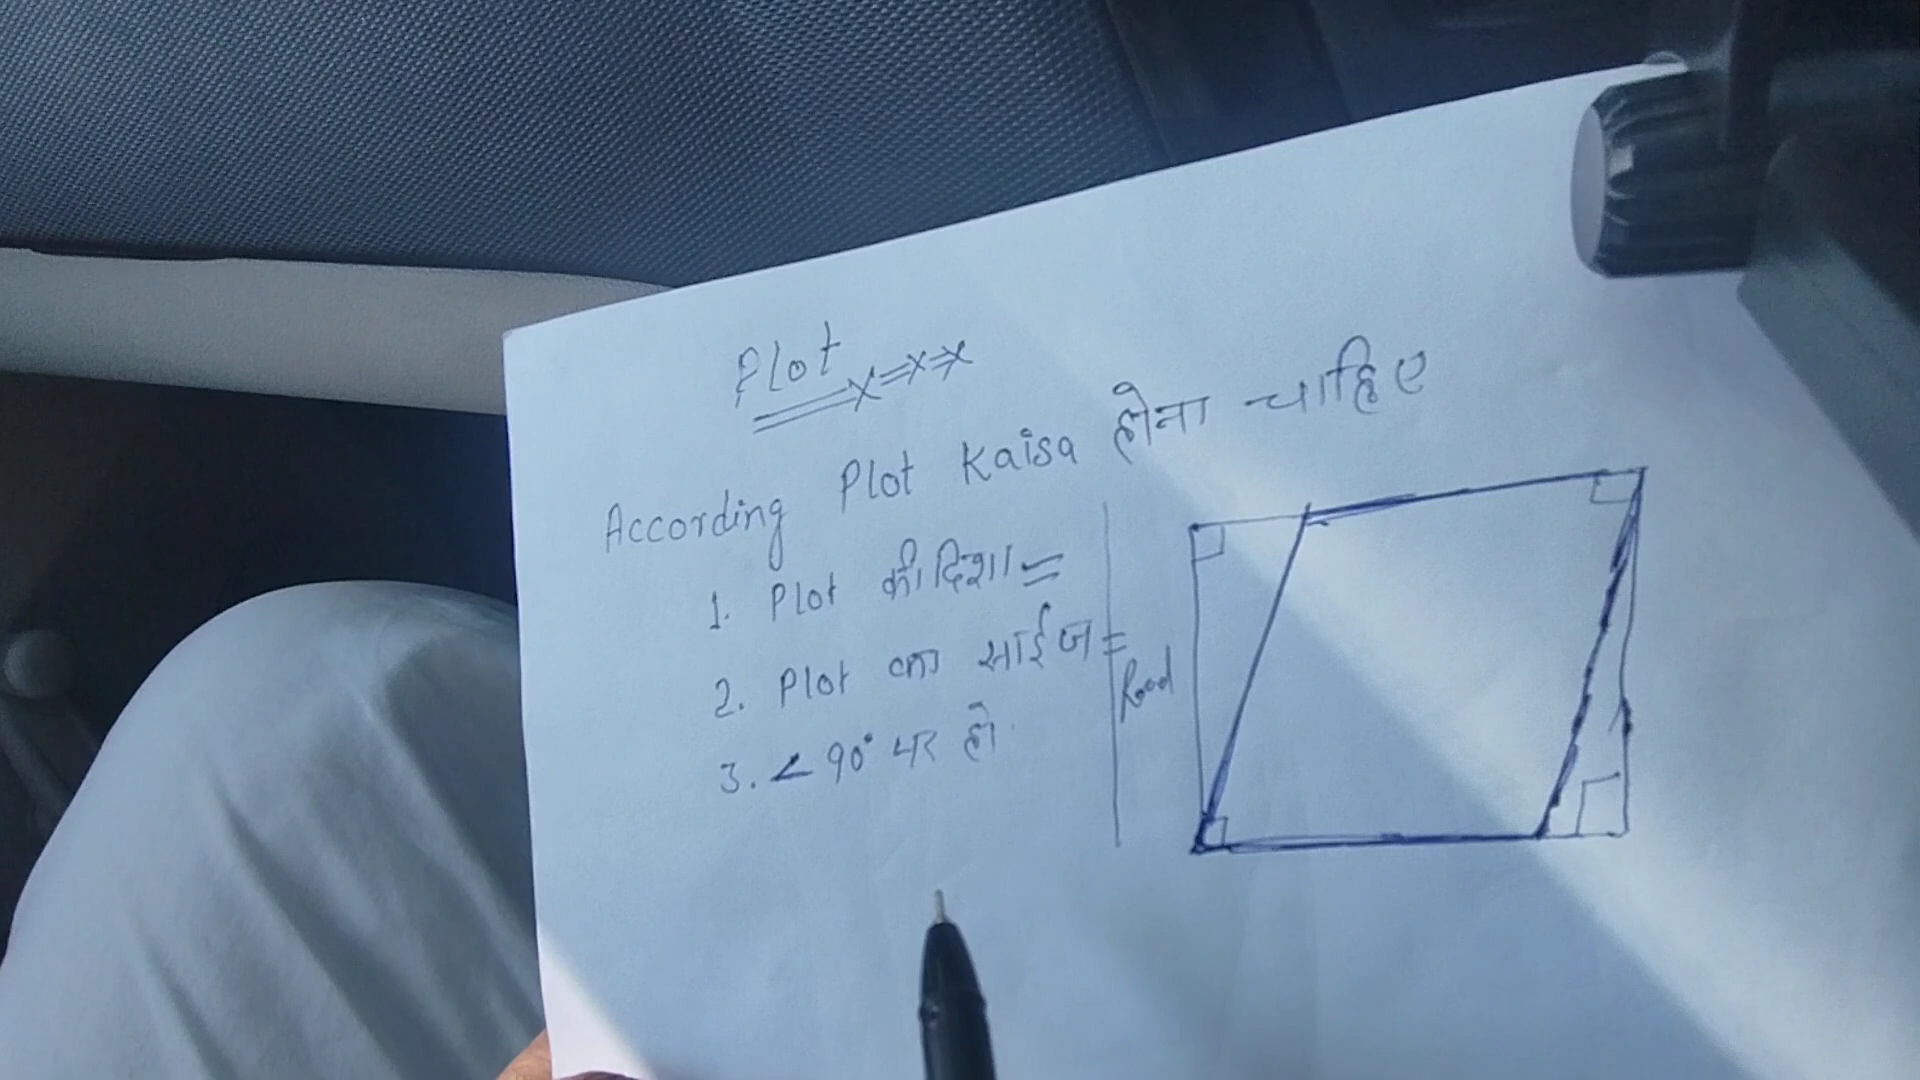 Plot
According Plot Kaisa होना चाहिए
1. Plot की दिशा =
2. Plot का साईज =
3. < 90° पर हो.
Road